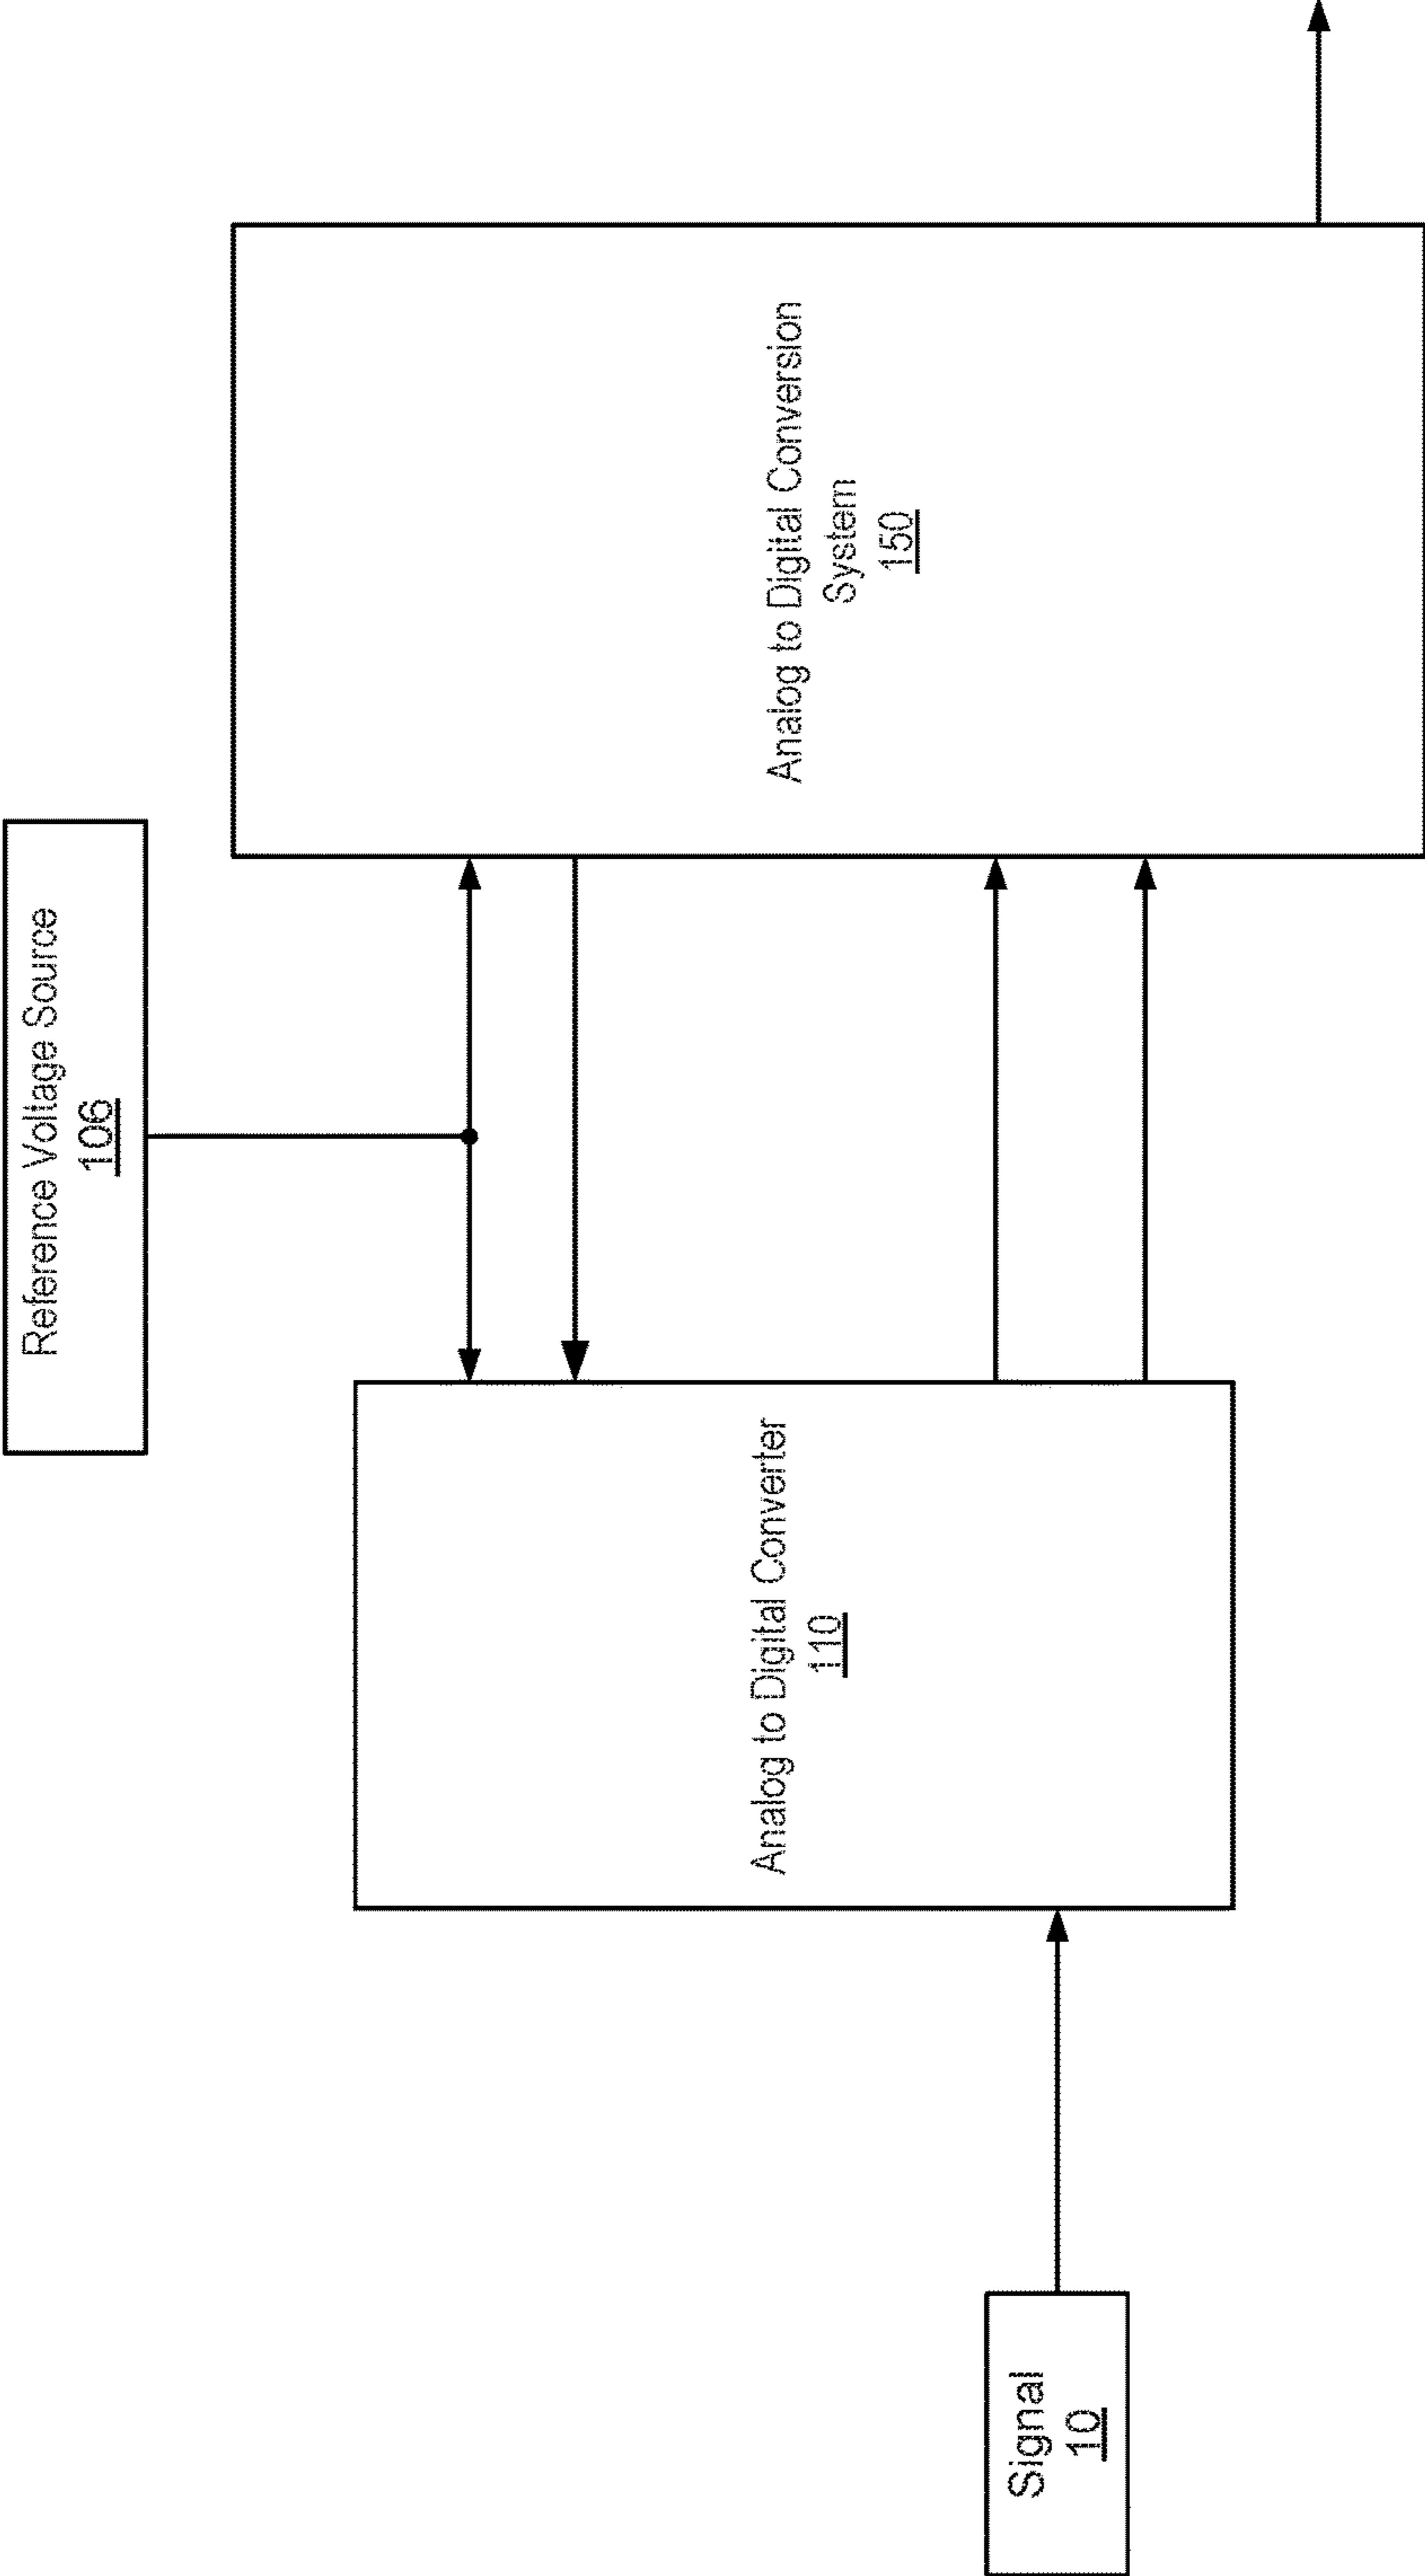 Reference Voltage Source
106
Analog to Digital Conversion
System
150
Analog to Digital Converter
110
Signal
10